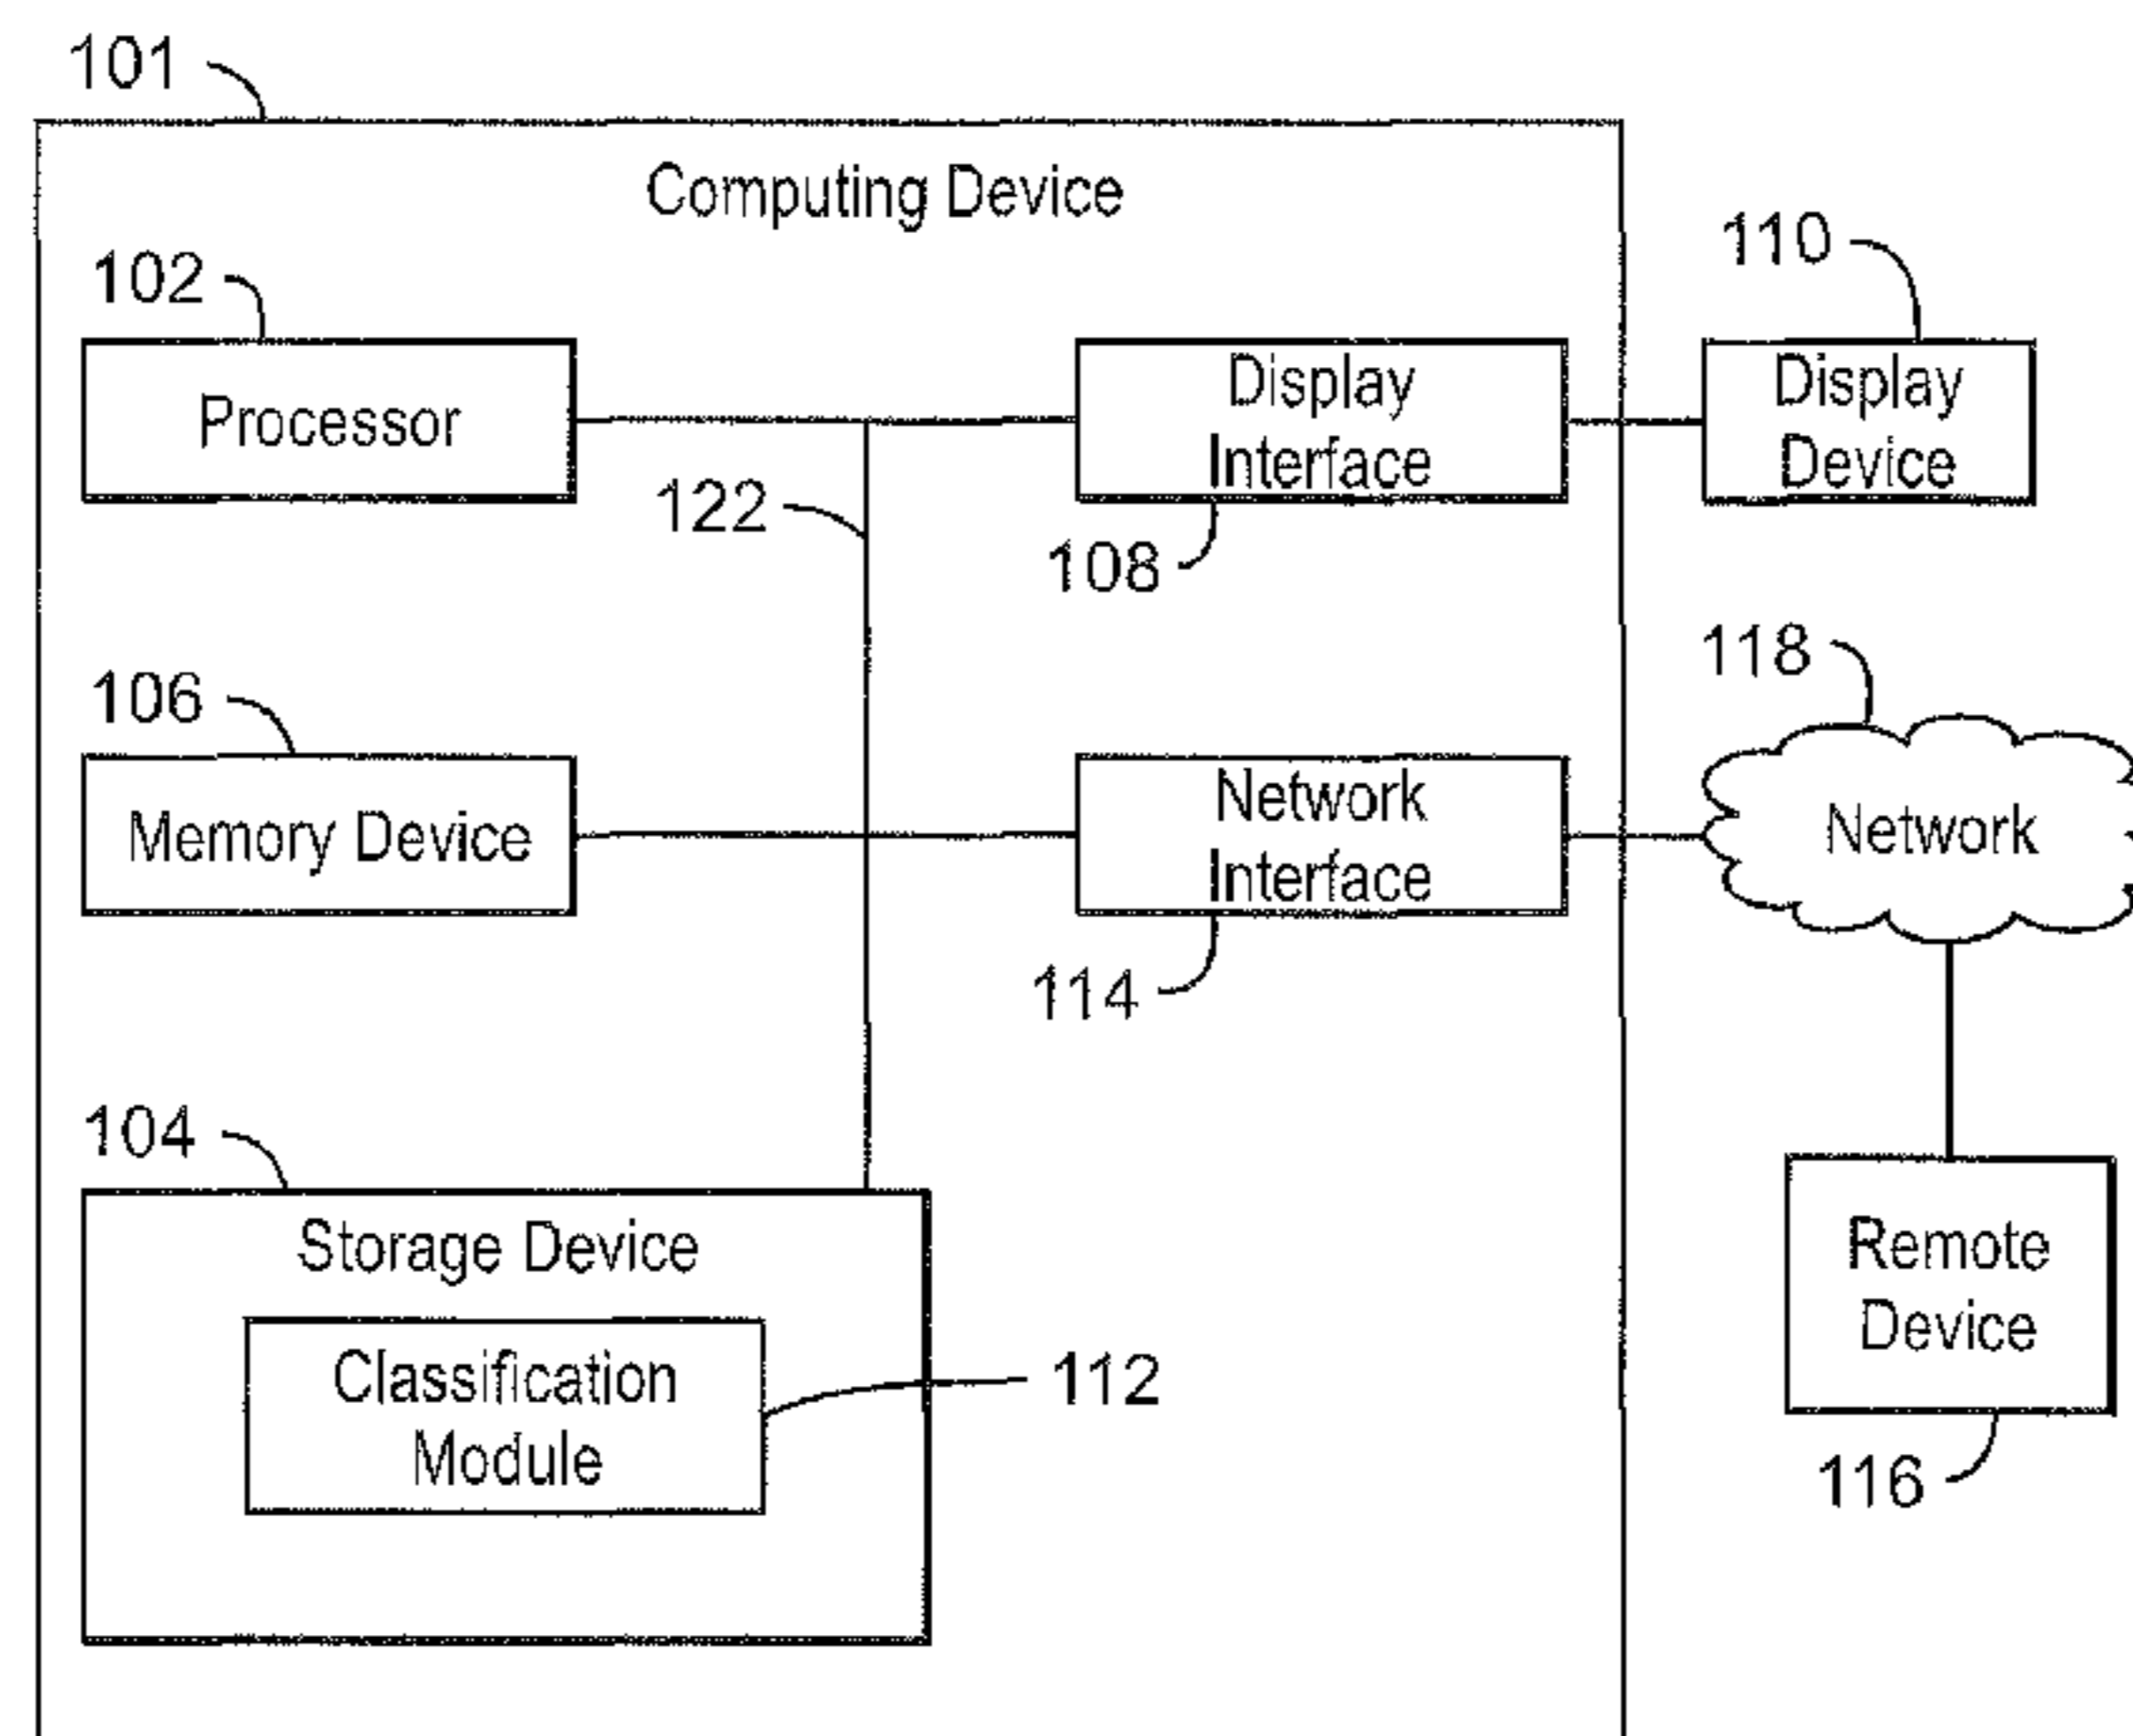 101
Computing Device
102
110
Processor
Display
Interface
Display
Device
122
108
106
118
Memory Device
Network
Interface
Network
114
104
Storage Device
Remote
Device
Classification
Module
112
116